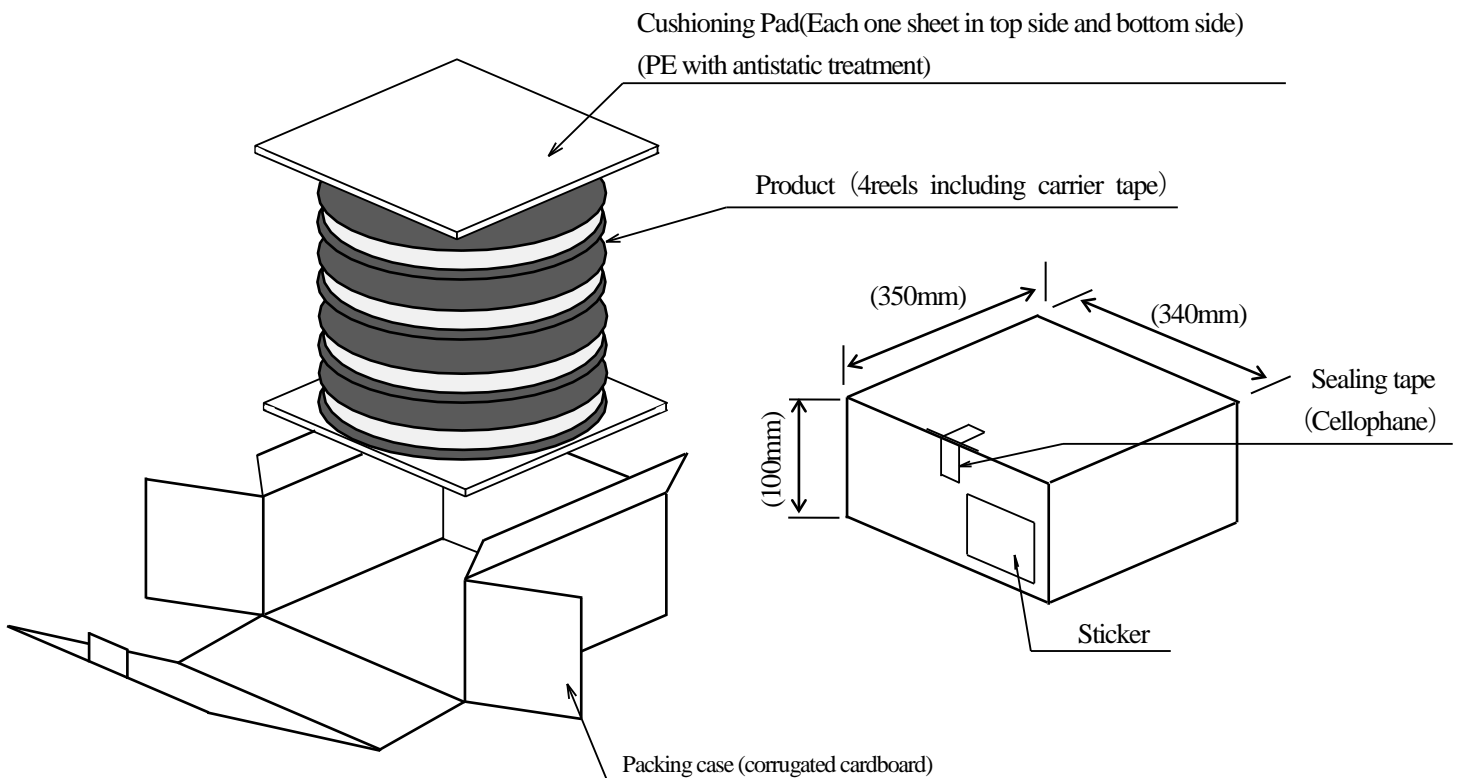 Cushioning Pad(Each one sheet in top side and bottom side)
(PE with antistatic treatment)
Product（4reels including carrier tape）
(350mm)
(340mm)
Sealing tape
（Cellophane）
(100mm)
Sticker
Packing case (corrugated cardboard)